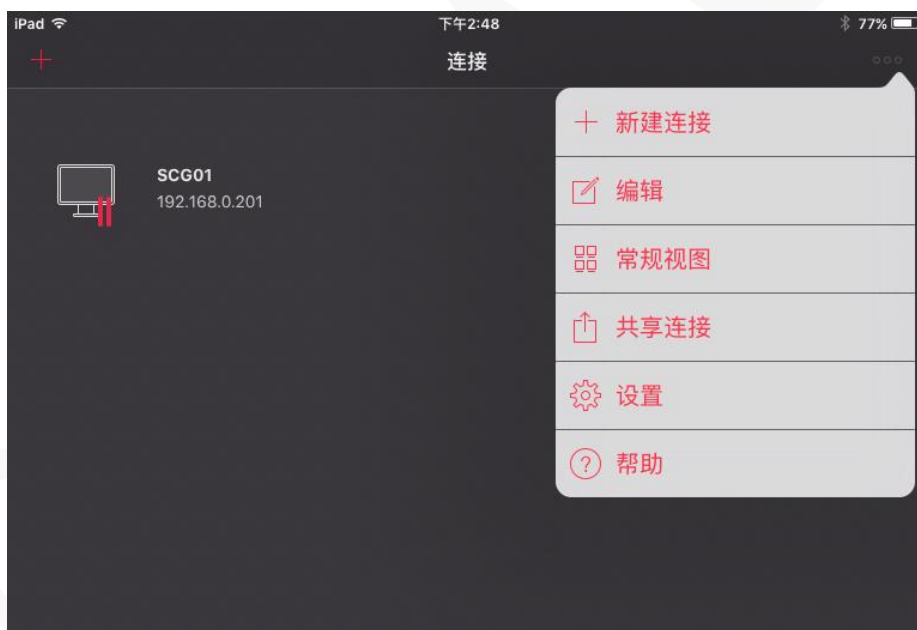 iPad 下午2:48 77%
+ 连接
SCG01
192.168.0.201
新建连接
编辑
常规视图
共享连接
设置
帮助